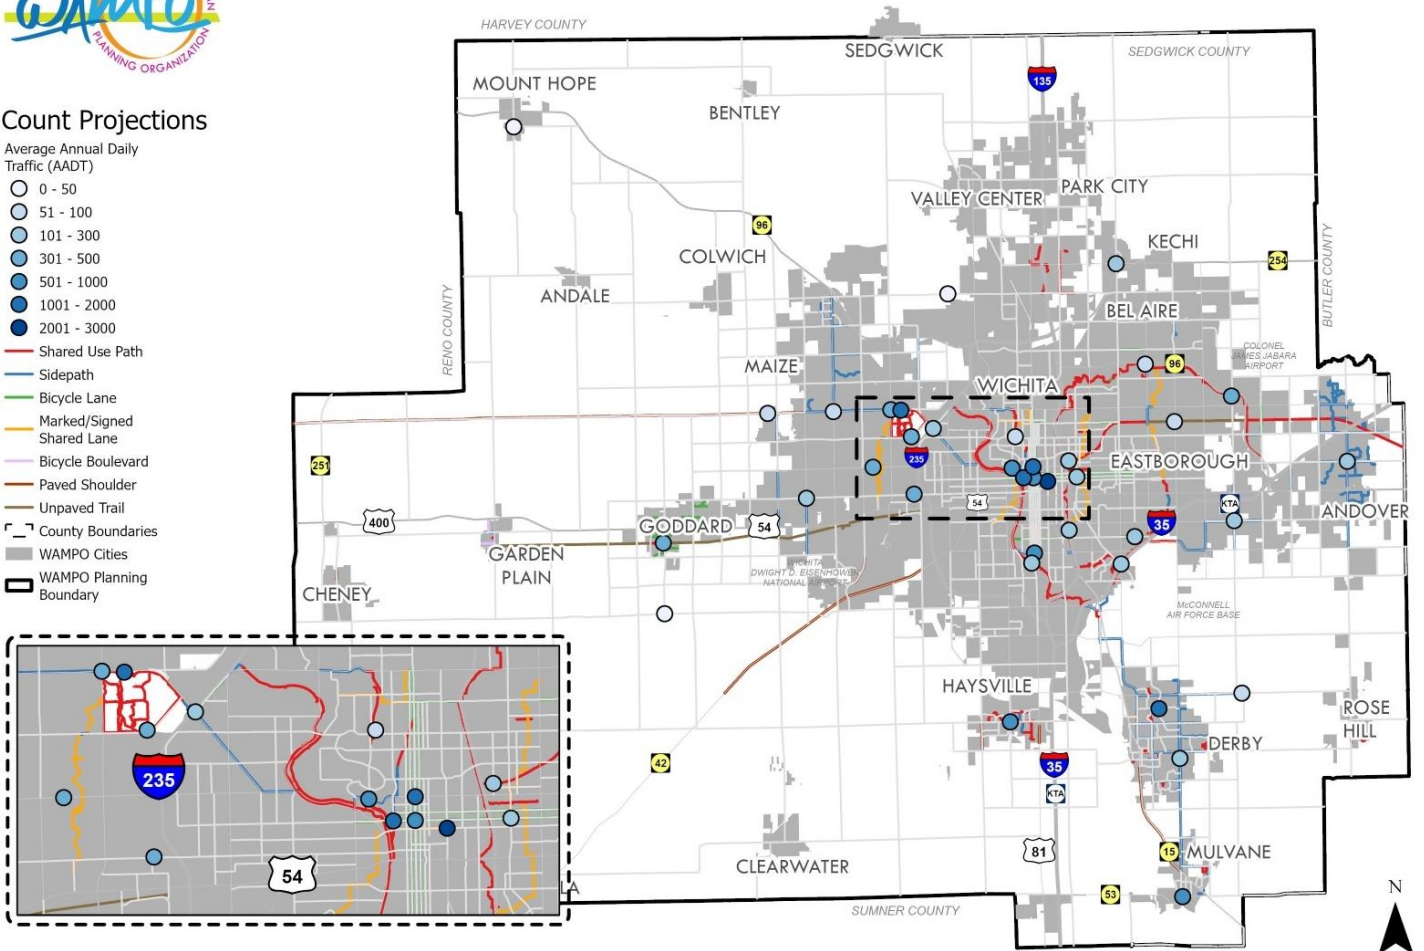 WAMPO
PLANNING ORGANIZATION
Count Projections
Average Annual Daily
Traffic (AADT)
0 - 50
51 - 100
101 - 300
301 - 500
501 - 1000
1001 - 2000
2001 - 3000
Shared Use Path
Sidepath
Bicycle Lane
Marked/Signed
Shared Lane
Bicycle Boulevard
Paved Shoulder
Unpaved Trail
County Boundaries
WAMPO Cities
WAMPO Planning
Boundary
HARVEY COUNTY
SEDGWICK
SEDGWICK COUNTY
MOUNT HOPE
135
BENTLEY
PARK CITY
VALLEY CENTER
96
KECHI
COLWICH
254
BUTLER COUNTY
ANDALE
RENO COUNTY
BEL AIRE
COLONEL
JAMES JABARA
AIRPORT
MAIZE
96
WICHITA
251
235
EASTBOROUGH
54
KTA
400
GODDARD
54
35
ANDOVER
GARDEN
PLAIN
WICHITA
DWIGHT D. EISENHOWER
NATIONAL AIRPORT
CHENEY
McCONNELL
AIR FORCE BASE
HAYSVILLE
ROSE
HILL
DERBY
42
35
KTA
235
54
81
15
MULVANE
CLEARWATER
LA
53
SUMNER COUNTY
N